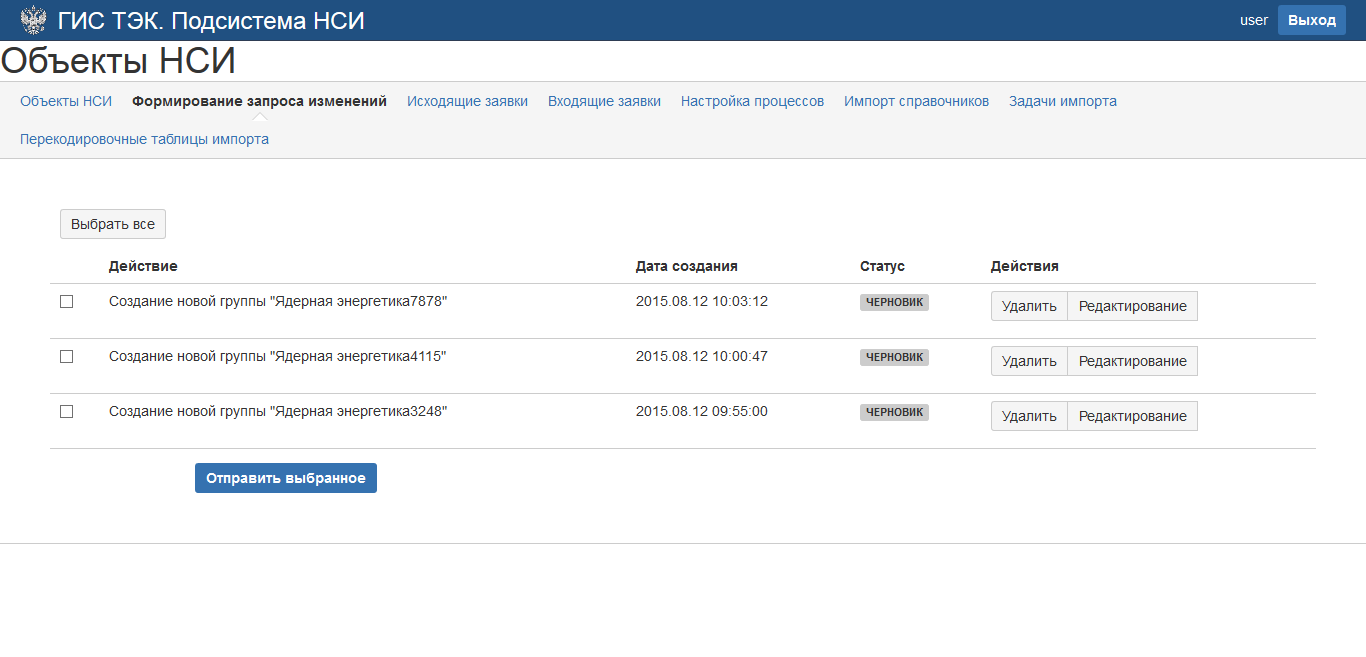 ГИС ТЭК. Подсистема НСИ
user Выход
Объекты НСИ
Объекты НСИ Формирование запроса изменений Исходящие заявки Входящие заявки Настройка процессов Импорт справочников Задачи импорта
Перекодировочные таблицы импорта
Выбрать все
Действие Дата создания Статус Действия
Создание новой группы "Ядерная энергетика7878" 2015.08.12 10:03:12 ЧЕРНОВИК Удалить Редактирование
Создание новой группы "Ядерная энергетика4115" 2015.08.12 10:00:47 ЧЕРНОВИК Удалить Редактирование
Создание новой группы "Ядерная энергетика3248" 2015.08.12 09:55:00 ЧЕРНОВИК Удалить Редактирование
Отправить выбранное